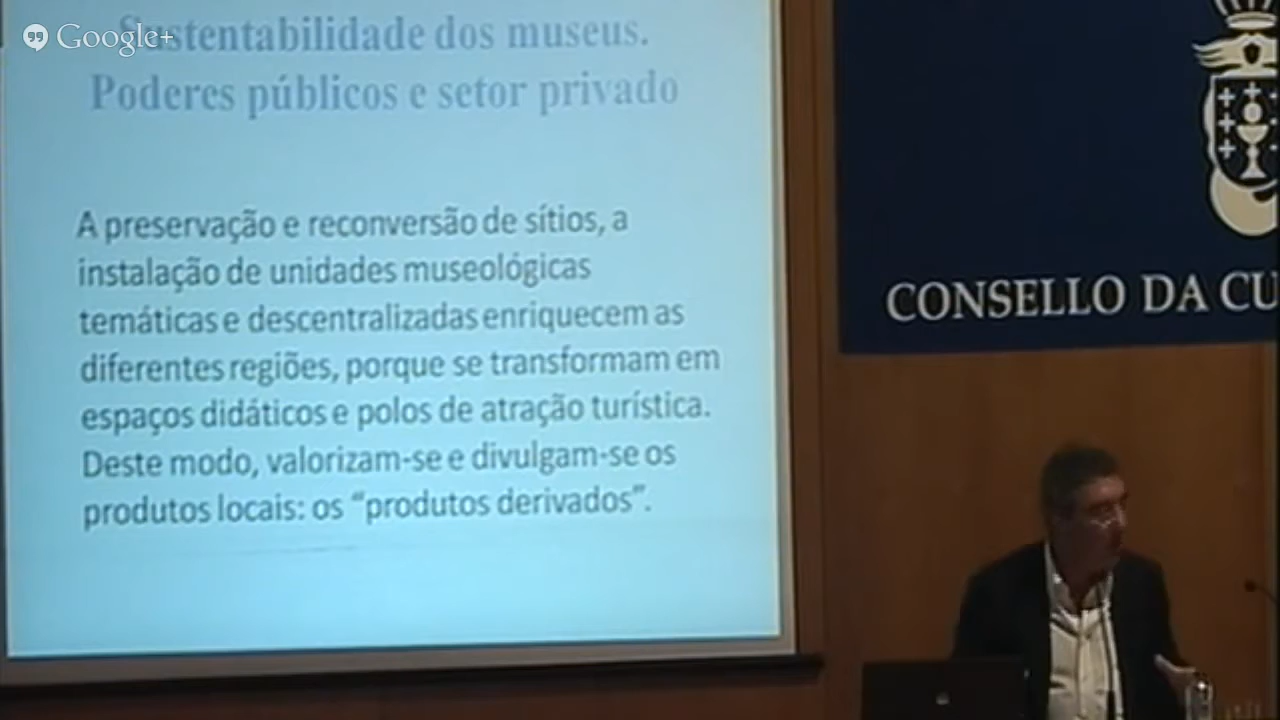 Google+
Sustentabilidade dos museus.
Poderes públicos e setor privado
A preservação e reconversão de sítios, a
instalação de unidades museológicas
temáticas e descentralizadas enriquecem as
diferentes regiões, porque se transformam em
espaços didáticos e polos de atração turística.
Deste modo, valorizam-se e divulgam-se os
produtos locais: os “produtos derivados”.
CONSELLO DA CU